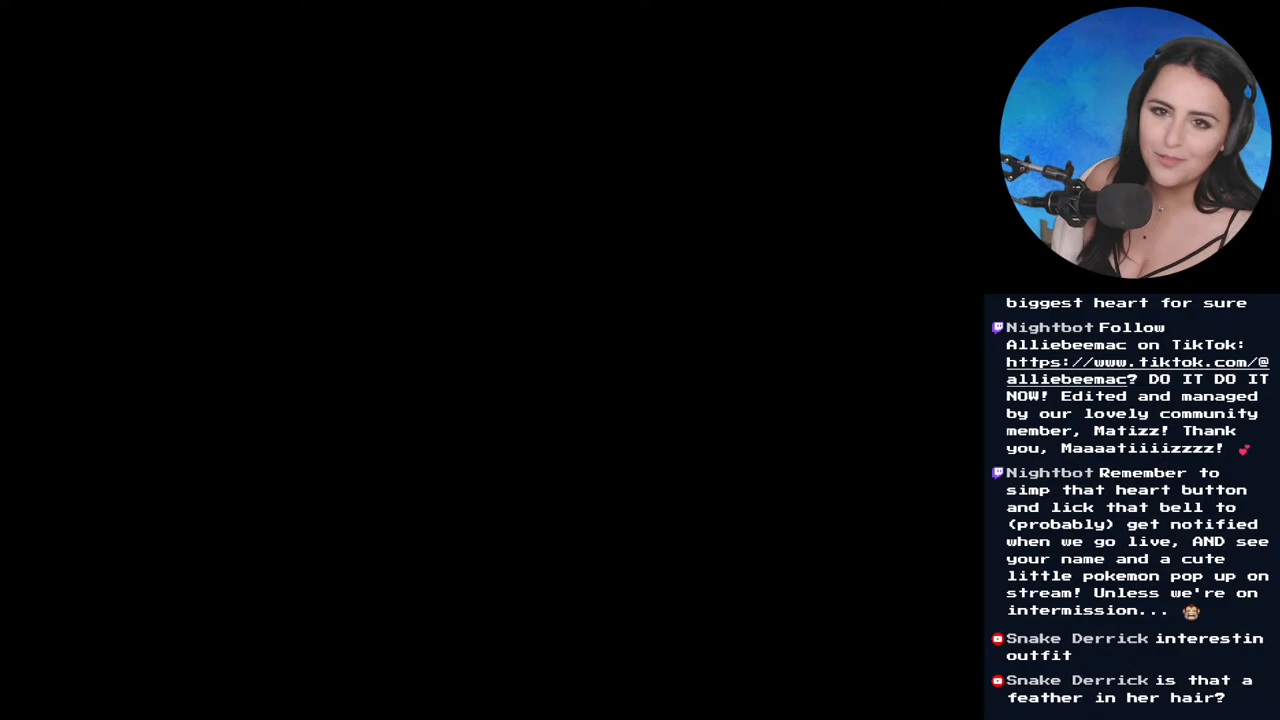 biggest heart for sure
Nightbot Follow
Alliebeemac on TikTok:
https://www.tiktok.com/@
alliebeemac? DO IT DO IT
NOW! Edited and managed
by our lovely community
member, Matizz! Thank
you, Maaaatiiiizzzz! 💕
Nightbot Remember to
simp that heart button
and lick that bell to
(probably) get notified
when we go live, AND see
your name and a cute
little pokemon pop up on
stream! Unless we're on
intermission... 🙊
Snake Derrick interestin
outfit
Snake Derrick is that a
feather in her hair?